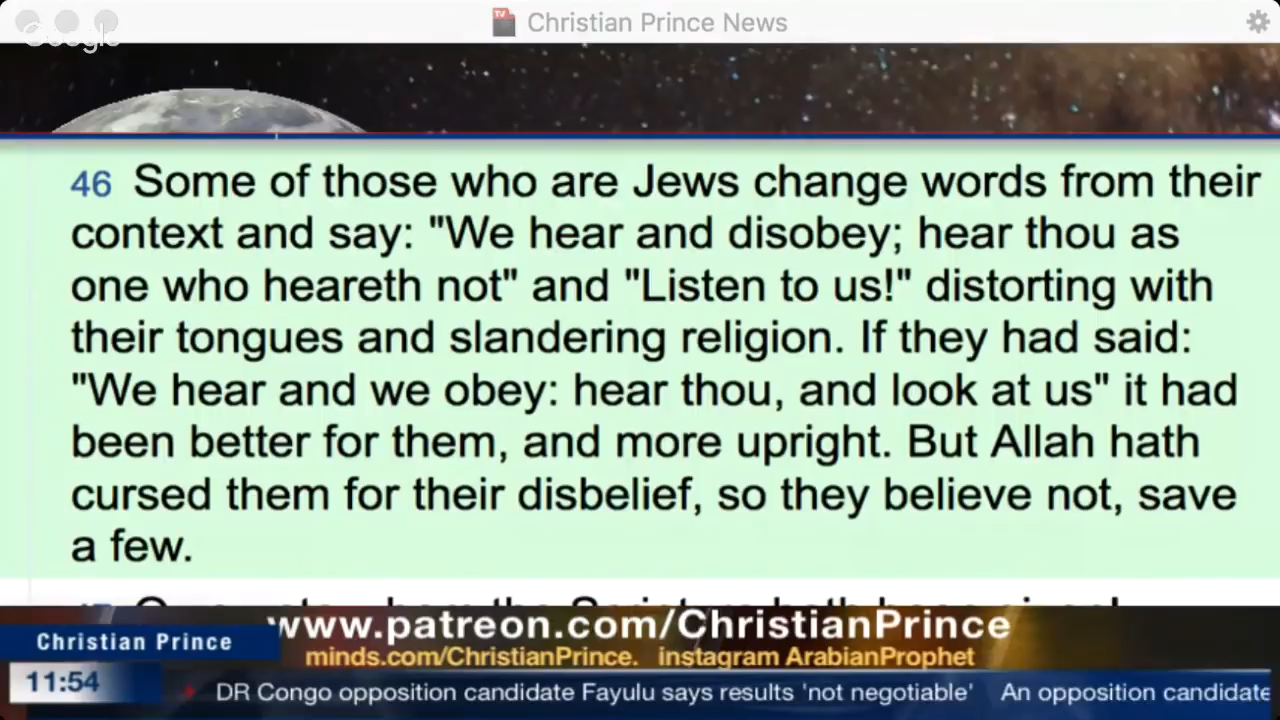 TV
Christian Prince News
Google
46 Some of those who are Jews change words from their
context and say: "We hear and disobey; hear thou as
one who heareth not" and "Listen to us!" distorting with
their tongues and slandering religion. If they had said:
"We hear and we obey: hear thou, and look at us" it had
been better for them, and more upright. But Allah hath
cursed them for their disbelief, so they believe not, save
a few.
www.patreon.com/ChristianPrince
Christian Prince
minds.com/ChristianPrince. instagram ArabianProphet
11:54
DR Congo opposition candidate Fayulu says results 'not negotiable' An opposition candidate